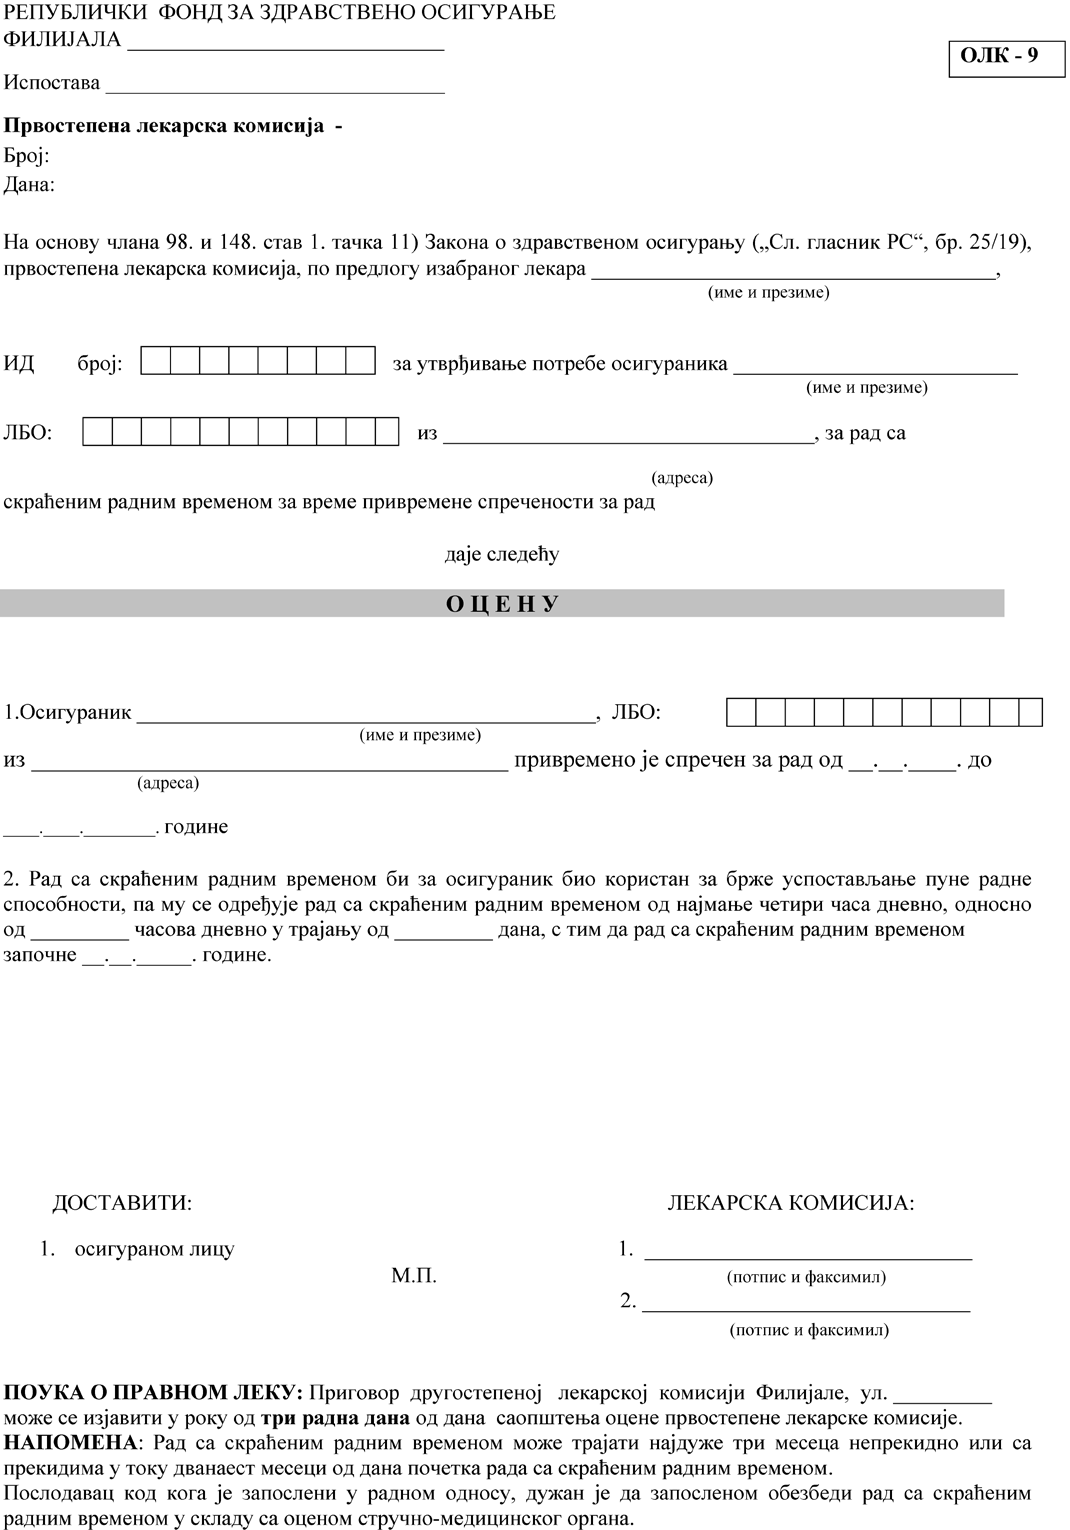 РЕПУБЛИЧКИ ФОНД ЗА ЗДРАВСТВЕНО ОСИГУРАЊЕ
ФИЛИЈАЛА ______________________________
ОЛК - 9
Испостава ________________________________
Првостепена лекарска комисија -
Број:
Дана:
На основу члана 98. и 148. став 1. тачка 11) Закона о здравственом осигурању („Сл. гласник РС“, бр. 25/19),
првостепена лекарска комисија, по предлогу изабраног лекара ______________________________________,
(име и презиме)
ИД број: за утврђивање потребе осигураника ___________________________
(име и презиме)
ЛБО: из ___________________________________, за рад са
(адреса)
скраћеним радним временом за време привремене спречености за рад
даје следећу
О Ц Е Н У
1.Осигураник ___________________________________________, ЛБО:
(име и презиме)
из _____________________________________________ привремено је спречен за рад од __.__.____. до
(адреса)
___.___.______. године
2. Рад са скраћеним радним временом би за осигураник био користан за брже успостављање пуне радне
способности, па му се одређује рад са скраћеним радним временом од најмање четири часа дневно, односно
од _________ часова дневно у трајању од _________ дана, с тим да рад са скраћеним радним временом
започне __.__._____. године.
ДОСТАВИТИ: ЛЕКАРСКА КОМИСИЈА:
1. осигураном лицу 1. _______________________________
М.П. (потпис и факсимил)
2. _______________________________
(потпис и факсимил)
ПОУКА О ПРАВНОМ ЛЕКУ: Приговор другостепеној лекарској комисији Филијале, ул. _________
може се изјавити у року од три радна дана од дана саопштења оцене првостепене лекарске комисије.
НАПОМЕНА: Рад са скраћеним радним временом може трајати најдуже три месеца непрекидно или са
прекидима у току дванаест месеци од дана почетка рада са скраћеним радним временом.
Послодавац код кога је запослени у радном односу, дужан је да запосленом обезбеди рад са скраћеним
радним временом у складу са оценом стручно-медицинског органа.